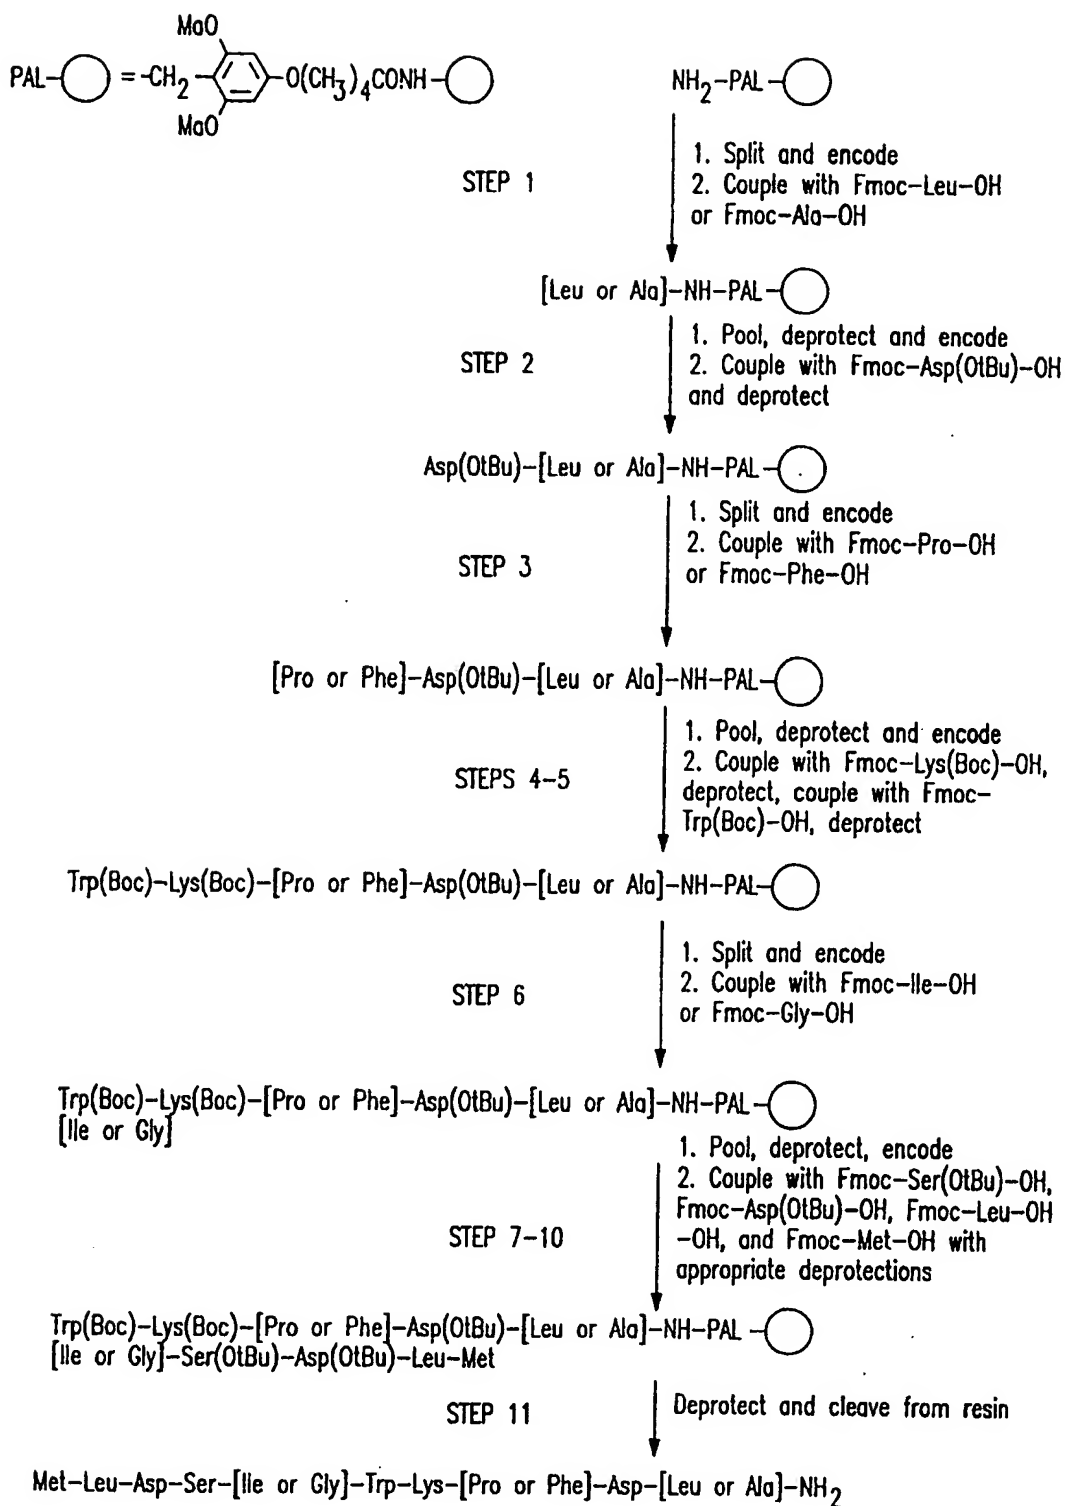 MaO
PAL- =-CH2- -O(CH3)4CONH-
MaO
NH2-PAL-
STEP 1
1. Split and encode
2. Couple with Fmoc-Leu-OH
or Fmoc-Ala-OH
[Leu or Ala]-NH-PAL-
STEP 2
1. Pool, deprotect and encode
2. Couple with Fmoc-Asp(OtBu)-OH
and deprotect
Asp(OtBu)-[Leu or Ala]-NH-PAL-
STEP 3
1. Split and encode
2. Couple with Fmoc-Pro-OH
or Fmoc-Phe-OH
[Pro or Phe]-Asp(OtBu)-[Leu or Ala]-NH-PAL-
STEPS 4-5
1. Pool, deprotect and encode
2. Couple with Fmoc-Lys(Boc)-OH,
deprotect, couple with Fmoc-
Trp(Boc)-OH, deprotect
Trp(Boc)-Lys(Boc)-[Pro or Phe]-Asp(OtBu)-[Leu or Ala]-NH-PAL-
STEP 6
1. Split and encode
2. Couple with Fmoc-Ile-OH
or Fmoc-Gly-OH
Trp(Boc)-Lys(Boc)-[Pro or Phe]-Asp(OtBu)-[Leu or Ala]-NH-PAL-
[Ile or Gly]
STEP 7-10
1. Pool, deprotect, encode
2. Couple with Fmoc-Ser(OtBu)-OH,
Fmoc-Asp(OtBu)-OH, Fmoc-Leu-OH
-OH, and Fmoc-Met-OH with
appropriate deprotections
Trp(Boc)-Lys(Boc)-[Pro or Phe]-Asp(OtBu)-[Leu or Ala]-NH-PAL-
[Ile or Gly]-Ser(OtBu)-Asp(OtBu)-Leu-Met
STEP 11
Deprotect and cleave from resin
Met-Leu-Asp-Ser-[Ile or Gly]-Trp-Lys-[Pro or Phe]-Asp-[Leu or Ala]-NH2